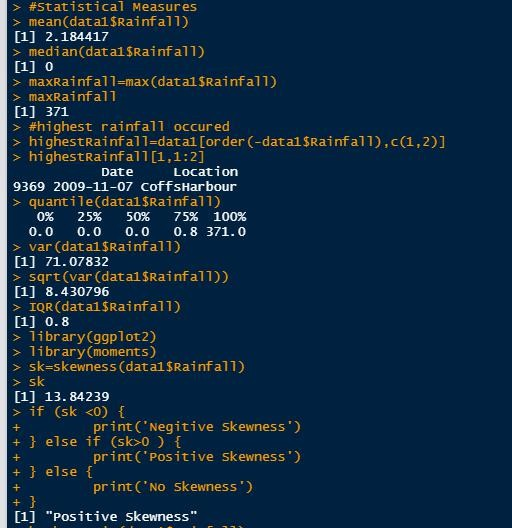 > #Statistical Measures
> mean(data1$Rainfall)
[1] 2.184417
> median(data1$Rainfall)
[1] 0
> maxRainfall=max(data1$Rainfall)
> maxRainfall
[1] 371
> #highest rainfall occured
> highestRainfall=data1[order(-data1$Rainfall),c(1,2)]
> highestRainfall[1,1:2]
Date Location
9369 2009-11-07 CoffsHarbour
> quantile(data1$Rainfall)
0% 25% 50% 75% 100%
0.0 0.0 0.0 0.8 371.0
> var(data1$Rainfall)
[1] 71.07832
> sqrt(var(data1$Rainfall))
[1] 8.430796
> IQR(data1$Rainfall)
[1] 0.8
> library(ggplot2)
> library(moments)
> sk=skewness(data1$Rainfall)
> sk
[1] 13.84239
> if (sk <0) {
+ print('Negitive Skewness')
+ } else if (sk>0 ) {
+ print('Positive Skewness')
+ } else {
+ print('No Skewness')
+ }
[1] "Positive Skewness"